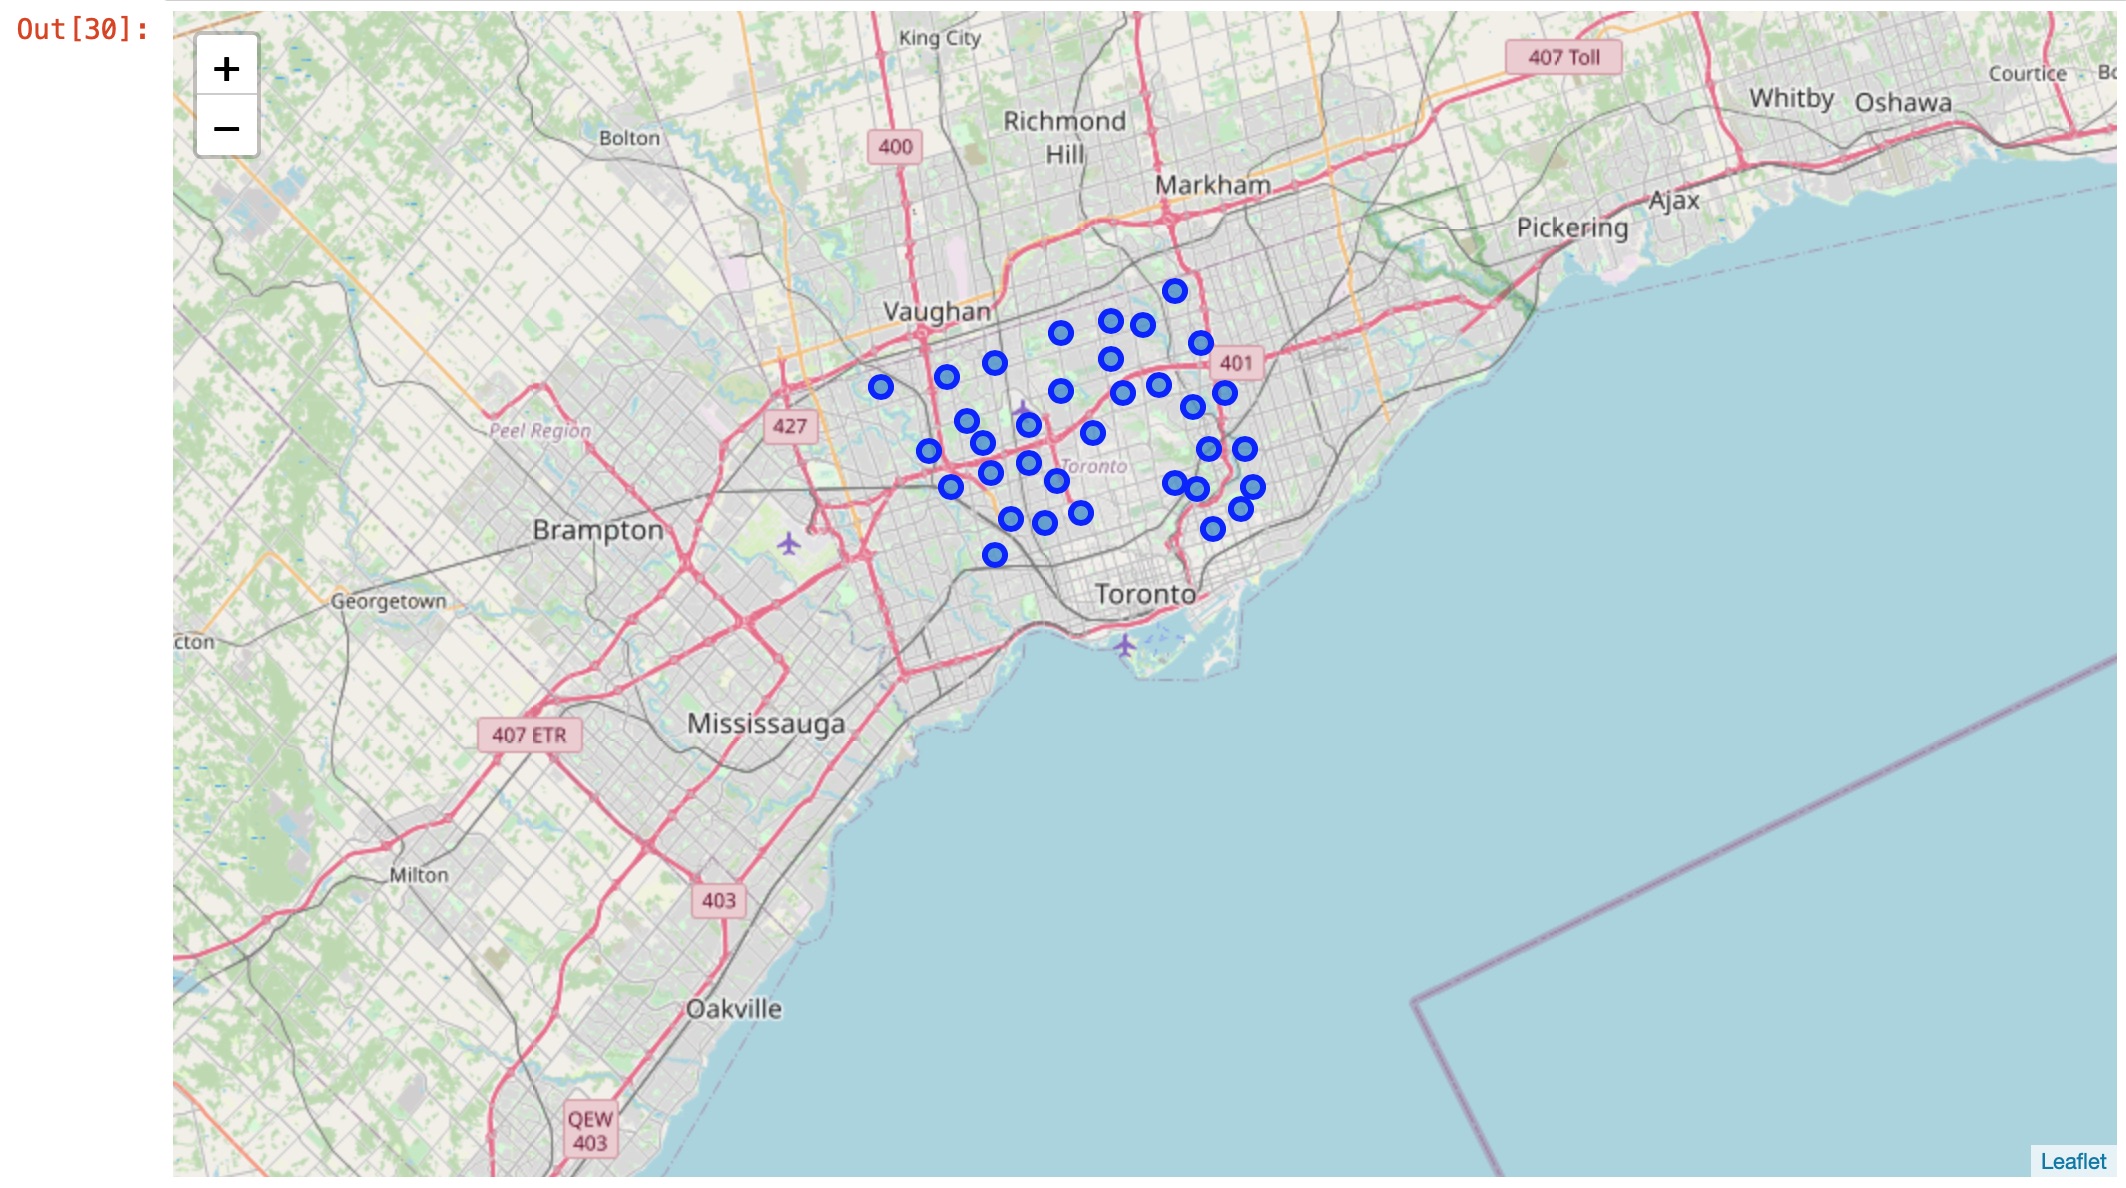 Out[30]:
+
−
King City
407 Toll
Courtice
Bo
Whitby
Oshawa
Richmond
Hill
Bolton
400
Markham
Ajax
Pickering
Vaughan
401
427
Peel Region
Toronto
Brampton
Toronto
Georgetown
cton
Mississauga
407 ETR
Milton
403
Oakville
QEW
403
Leaflet